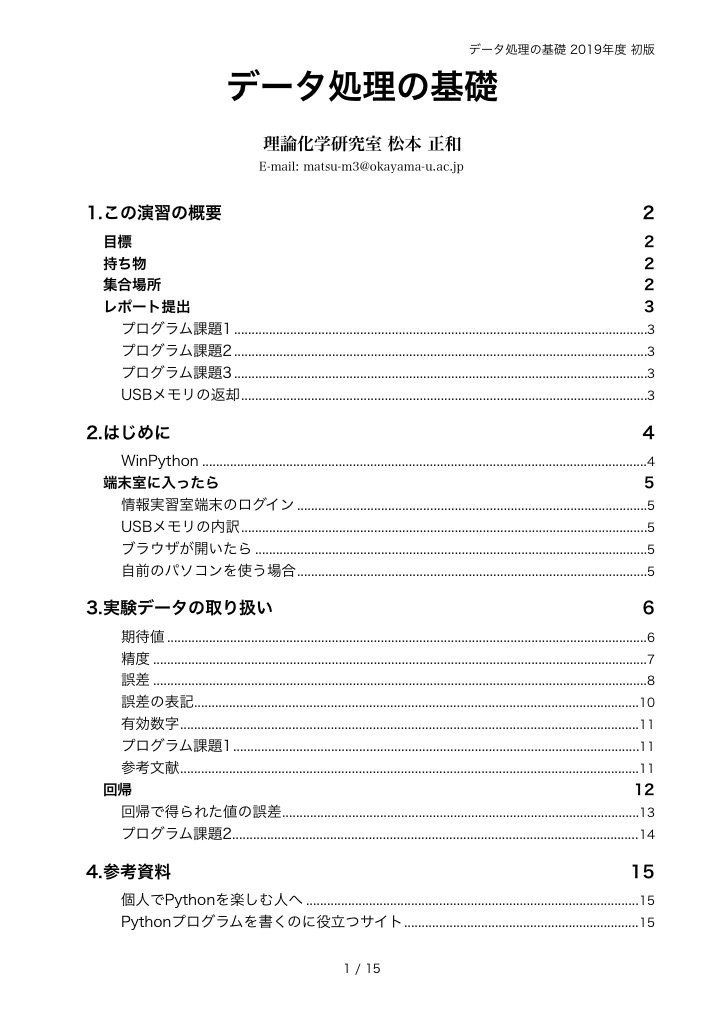 データ処理の基礎 2019年度 初版
データ処理の基礎
理論化学研究室 松本 正和
E-mail: matsu-m3@okayama-u.ac.jp
1.この演習の概要 2
目標 2
持ち物 2
集合場所 2
レポート提出 3
プログラム課題1 3
プログラム課題2 3
プログラム課題3 3
USBメモリの返却 3
2.はじめに 4
WinPython 4
端末室に入ったら 5
情報実習室端末のログイン 5
USBメモリの内訳 5
ブラウザが開いたら 5
自前のパソコンを使う場合 5
3.実験データの取り扱い 6
期待値 6
精度 7
誤差 8
誤差の表記 10
有効数字 11
プログラム課題1 11
参考文献 11
回帰 12
回帰で得られた値の誤差 13
プログラム課題2 14
4.参考資料 15
個人でPythonを楽しむ人へ 15
Pythonプログラムを書くのに役立つサイト 15
1 / 15